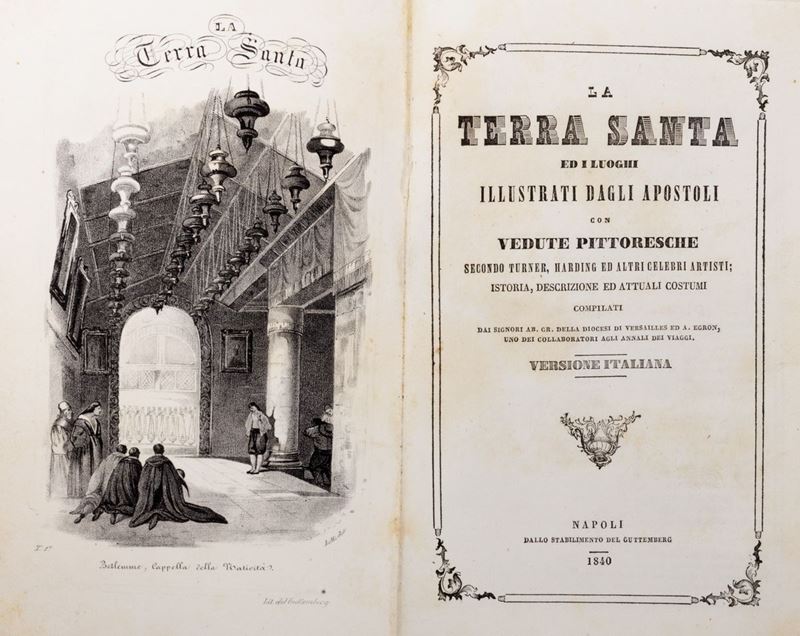 LA
Terra Santa
T. 1º
Betlemme, Cappella della Natività.
Lit. del Guttemberg
LA
TERRA SANTA
ED I LUOGHI
ILLUSTRATI DAGLI APOSTOLI
CON
VEDUTE PITTORESCHE
SECONDO TURNER, HARDING ED ALTRI CELEBRI ARTISTI;
ISTORIA, DESCRIZIONE ED ATTUALI COSTUMI
COMPILATI
DAI SIGNORI AB. GR. DELLA DIOCESI DI VERSAILLES ED A. EGRON,
UNO DEI COLLABORATORI AGLI ANNALI DEI VIAGGI.
VERSIONE ITALIANA
NAPOLI
DALLO STABILIMENTO DEL GUTTEMBERG
1840